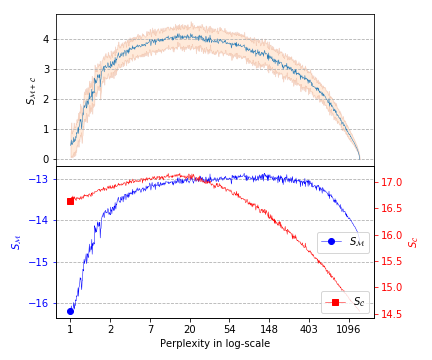 4
3
2
1
0
S_{M+C}
−13
−14
−15
−16
S_M
17.0
16.5
16.0
15.5
15.0
14.5
S_C
S_M
S_C
1 2 7 20 54 148 403 1096
Perplexity in log-scale